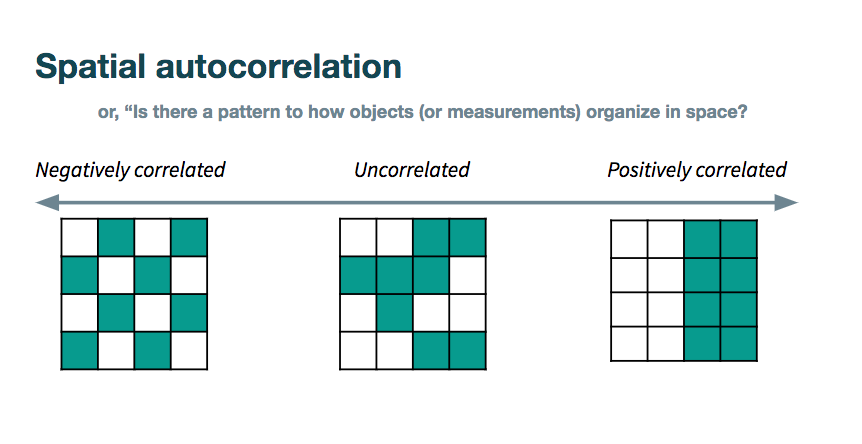 Spatial autocorrelation
or, “Is there a pattern to how objects (or measurements) organize in space?
Negatively correlated
Uncorrelated
Positively correlated